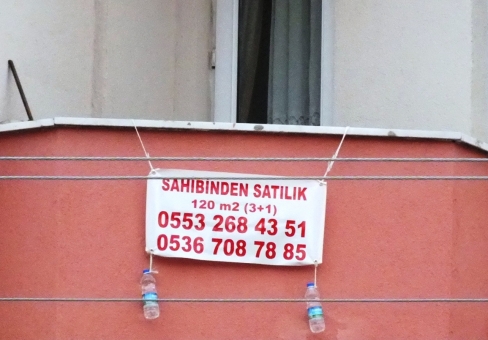 SAHIBINDEN SATILIK
120 m2 (3+1)
0553 268 43 51
0536 708 78 85